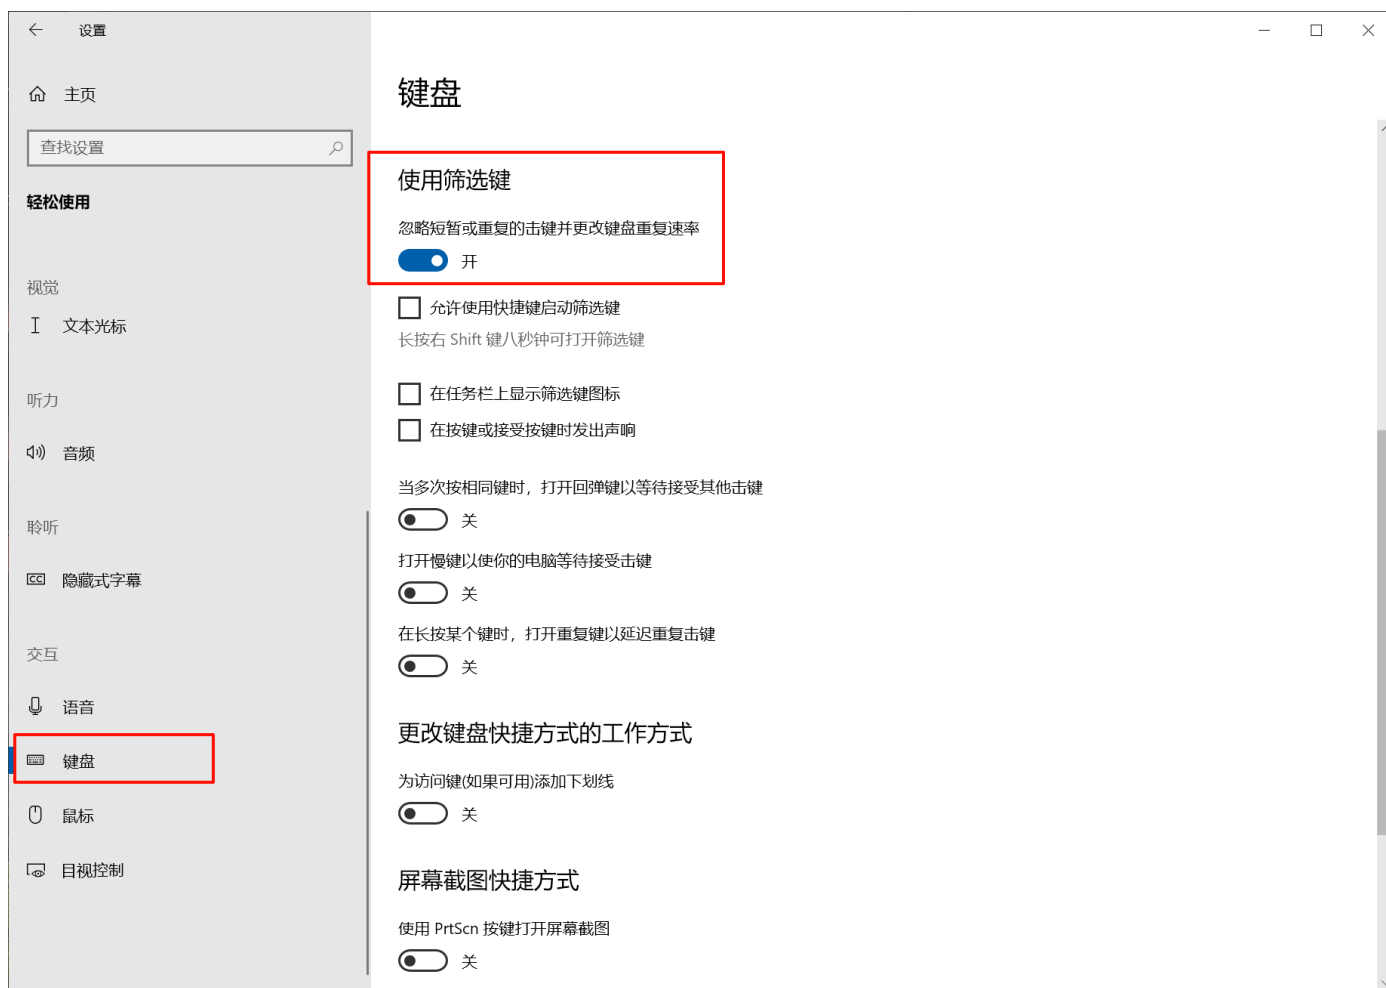 设置
主页
查找设置
轻松使用
视觉
文本光标
听力
音频
聆听
隐藏式字幕
交互
语音
键盘
鼠标
目视控制
键盘
使用筛选键
忽略短暂或重复的击键并更改键盘重复速率
开
允许使用快捷键启动筛选键
长按右 Shift 键八秒钟可打开筛选键
在任务栏上显示筛选键图标
在按键或接受按键时发出声响
当多次按相同键时，打开回弹键以等待接受其他击键
关
打开慢键以使你的电脑等待接受击键
关
在长按某个键时，打开重复键以延迟重复击键
关
更改键盘快捷方式的工作方式
为访问键(如果可用)添加下划线
关
屏幕截图快捷方式
使用 PrtScn 按键打开屏幕截图
关